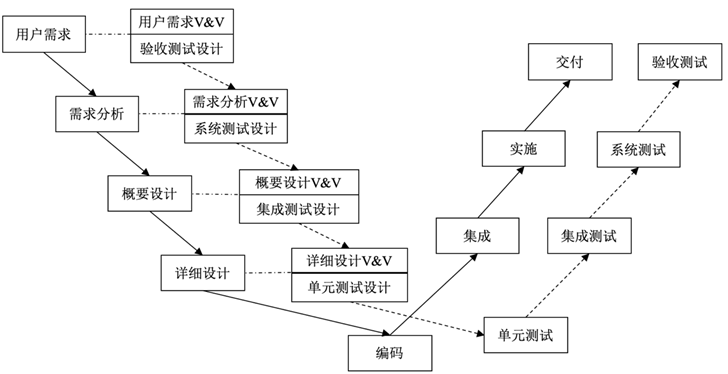 用户需求
用户需求V&V
验收测试设计
需求分析
需求分析V&V
系统测试设计
概要设计
概要设计V&V
集成测试设计
详细设计
详细设计V&V
单元测试设计
编码
集成
实施
交付
单元测试
集成测试
系统测试
验收测试